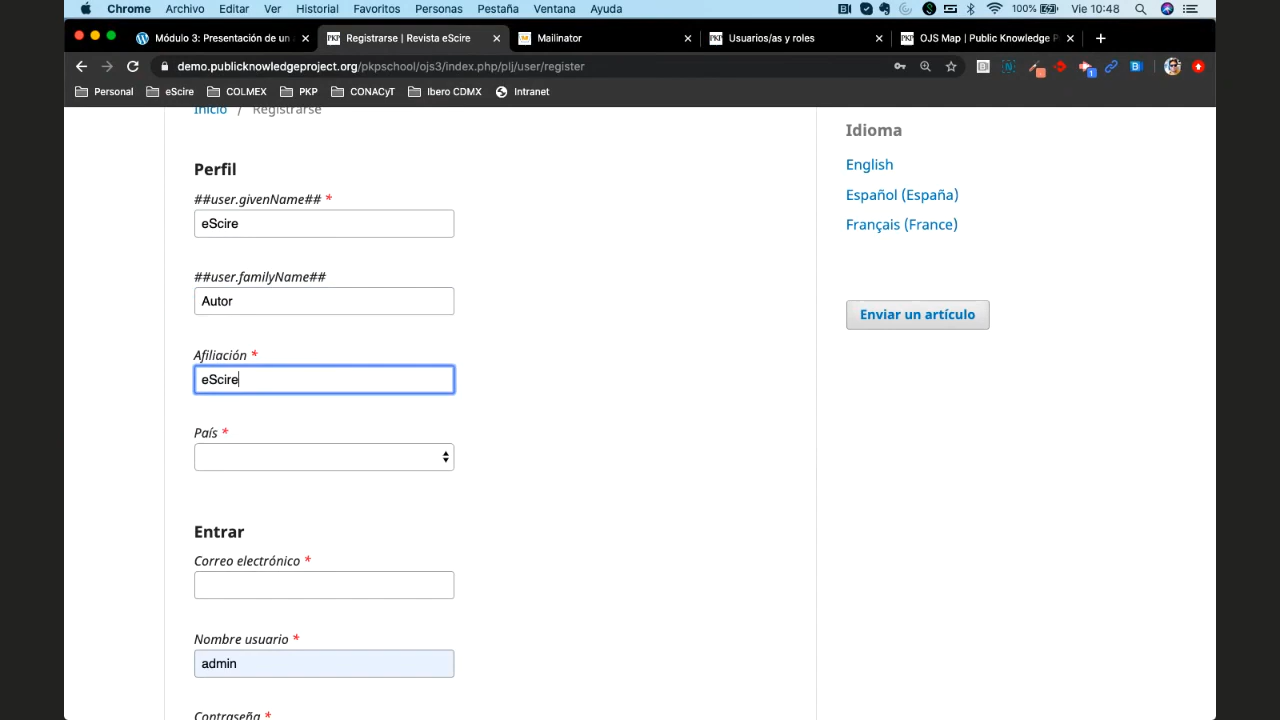 Chrome Archivo Editar Ver Historial Favoritos Personas Pestaña Ventana Ayuda 100% Vie 10:48
Módulo 3: Presentación de un Registrarse | Revista eScire Mailinator Usuarios/as y roles OJS Map | Public Knowledge P
demo.publicknowledgeproject.org/pkpschool/ojs3/index.php/plj/user/register
Personal eScire COLMEX PKP CONACyT Ibero CDMX Intranet
Inicio / Registrarse
Perfil
##user.givenName## *
eScire
##user.familyName##
Autor
Afiliación *
eScire
País *
Entrar
Correo electrónico *
Nombre usuario *
admin
Contraseña *
Idioma
English
Español (España)
Français (France)
Enviar un artículo